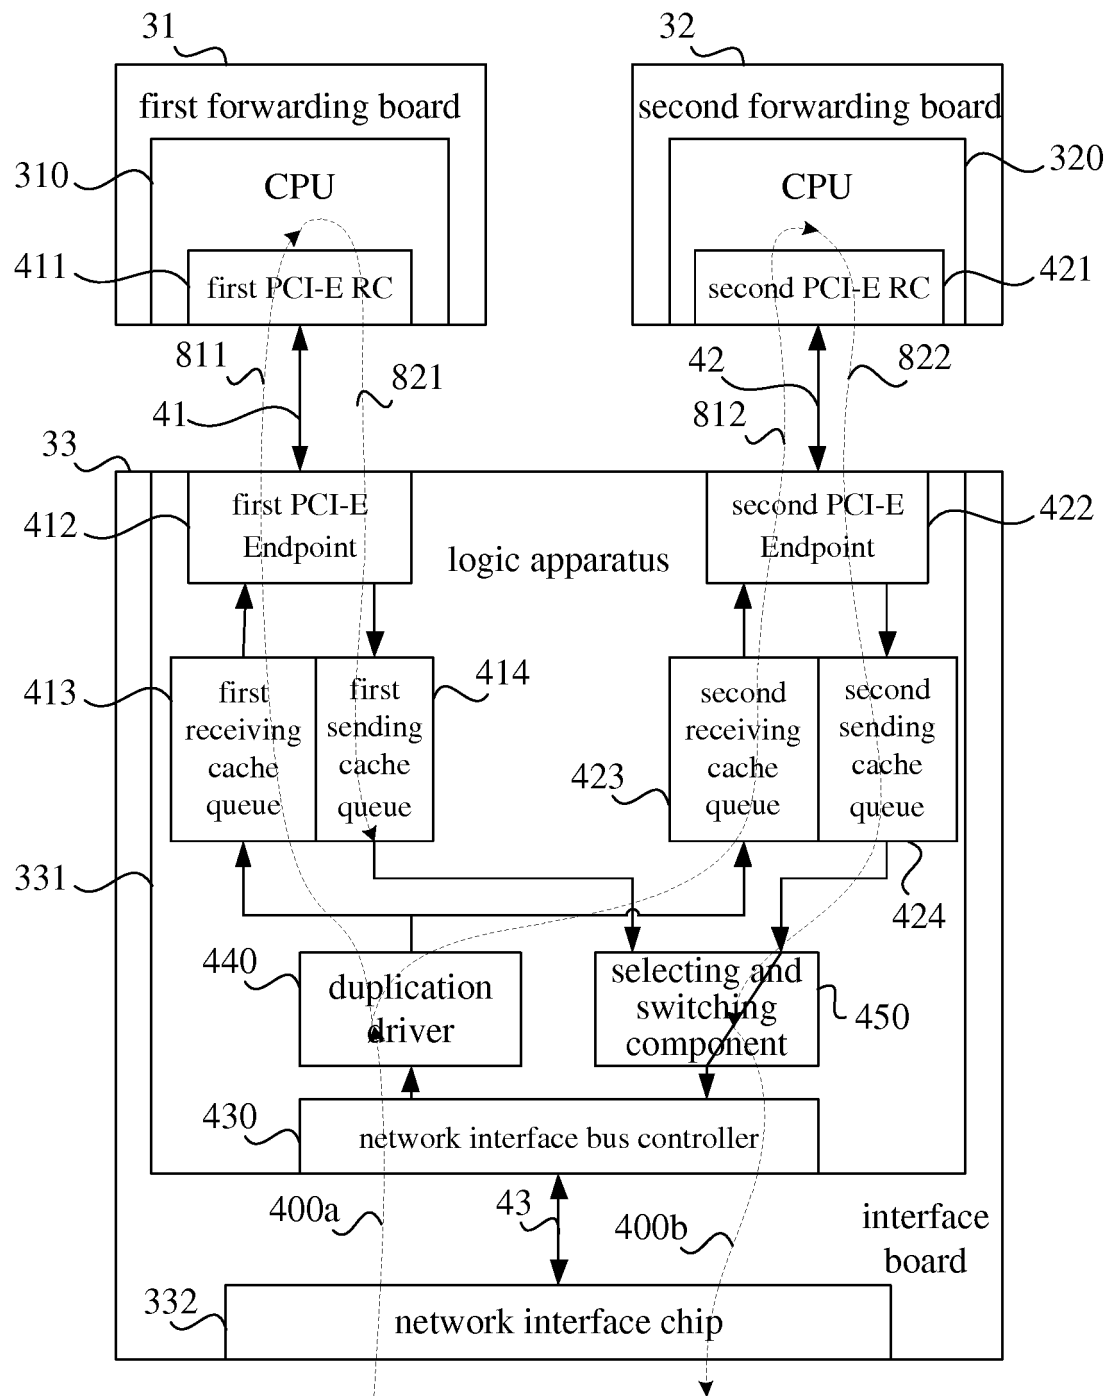 31
32
first forwarding board
second forwarding board
310
CPU
CPU
320
411
first PCI-E RC
second PCI-E RC
421
811
821
41
42
822
812
33
412
first PCI-E
Endpoint
logic apparatus
second PCI-E
Endpoint
422
413
first
receiving
cache
queue
first
sending
cache
queue
414
423
second
receiving
cache
queue
second
sending
cache
queue
424
331
440
duplication
driver
selecting and
switching
component
450
430
network interface bus controller
400a
43
400b
interface
board
332
network interface chip